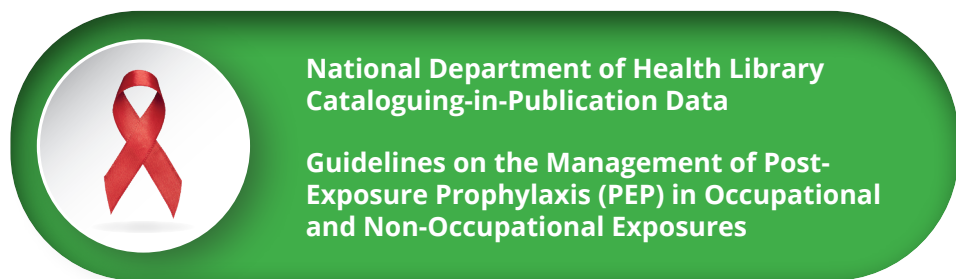 National Department of Health Library
Cataloguing-in-Publication Data
Guidelines on the Management of Post-
Exposure Prophylaxis (PEP) in Occupational
and Non-Occupational Exposures